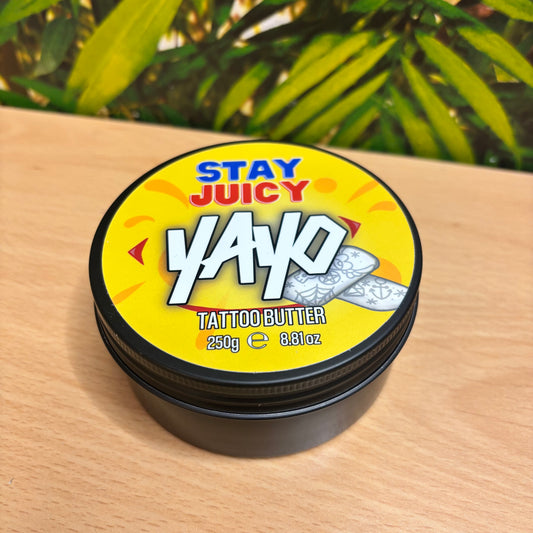 STAY
JUICY
YAYO
TATTOO BUTTER
250g ℮ 8.81 oz